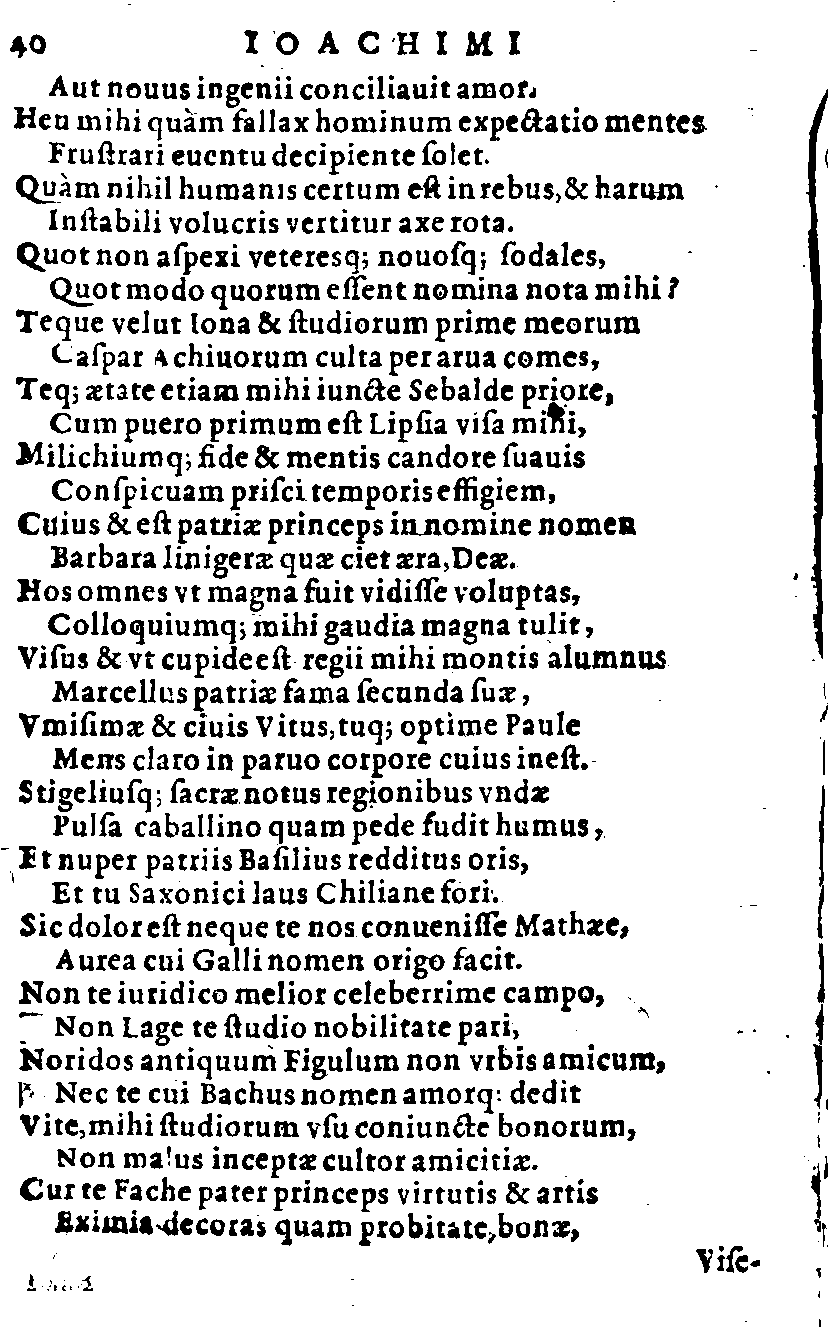 40 IOACHIMI
Aut nouus ingenii conciliauit amor.
Heu mihi quàm fallax hominum expectatio mentes
Fruſtrari euentu decipiente ſolet.
Quàm nihil humanis certum eſt in rebus, & harum
Inſtabili volucris vertitur axe rota.
Quot non aſpexi veteresq; nouoſq; ſodales,
Quot modo quorum eſſent nomina nota mihi?
Teque velut Iona & ſtudiorum prime meorum
Caſpar Achiuorum culta per arua comes,
Teq; ætate etiam mihi iuncte Sebalde priore,
Cum puero primum eſt Lipſia viſa mihi,
Milichiumq; fide & mentis candore ſuauis
Conſpicuam priſci temporis effigiem,
Cuius & eſt patriæ princeps in nomine nomen
Barbara linigeræ quæ ciet æra, Deæ.
Hos omnes vt magna fuit vidiſſe voluptas,
Colloquiumq; mihi gaudia magna tulit,
Viſus & vt cupide eſt regii mihi montis alumnus
Marcellus patriæ fama ſecunda ſuæ,
Vmiſimæ & ciuis Vitus, tuq; optime Paule
Mens claro in paruo corpore cuius ineſt.
Stigeliuſq; ſacræ notus regionibus vndæ
Pulſa caballino quam pede fudit humus,
Et nuper patriis Baſilius redditus oris,
Et tu Saxonici laus Chiliane fori.
Sic dolor eſt neque te nos conueniſſe Mathæe,
Aurea cui Galli nomen origo facit.
Non te iuridico melior celeberrime campo,
Non Lage te ſtudio nobilitate pari,
Noridos antiquum Figulum non vrbis amicum,
Nec te cui Bachus nomen amorq: dedit
Vite, mihi ſtudiorum vſu coniuncte bonorum,
Non malus inceptæ cultor amicitiæ.
Cur te Fache pater princeps virtutis & artis
Eximia decoras quam probitate, bonæ,
Viſe-